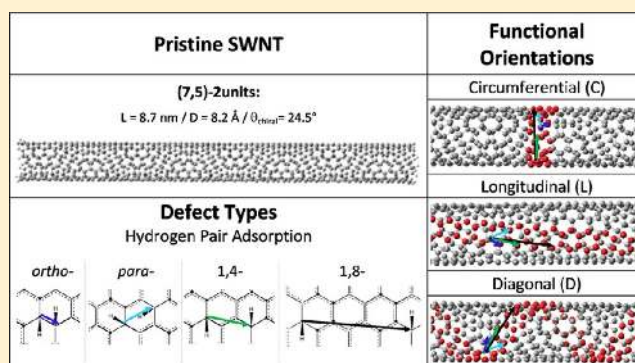 Pristine SWNT
(7,5)-2units:
L = 8.7 nm / D = 8.2 Å / θchiral= 24.5°
Defect Types
Hydrogen Pair Adsorption
ortho- para- 1,4- 1,8-
H H H H H H H H
Functional
Orientations
Circumferential (C)
Longitudinal (L)
Diagonal (D)